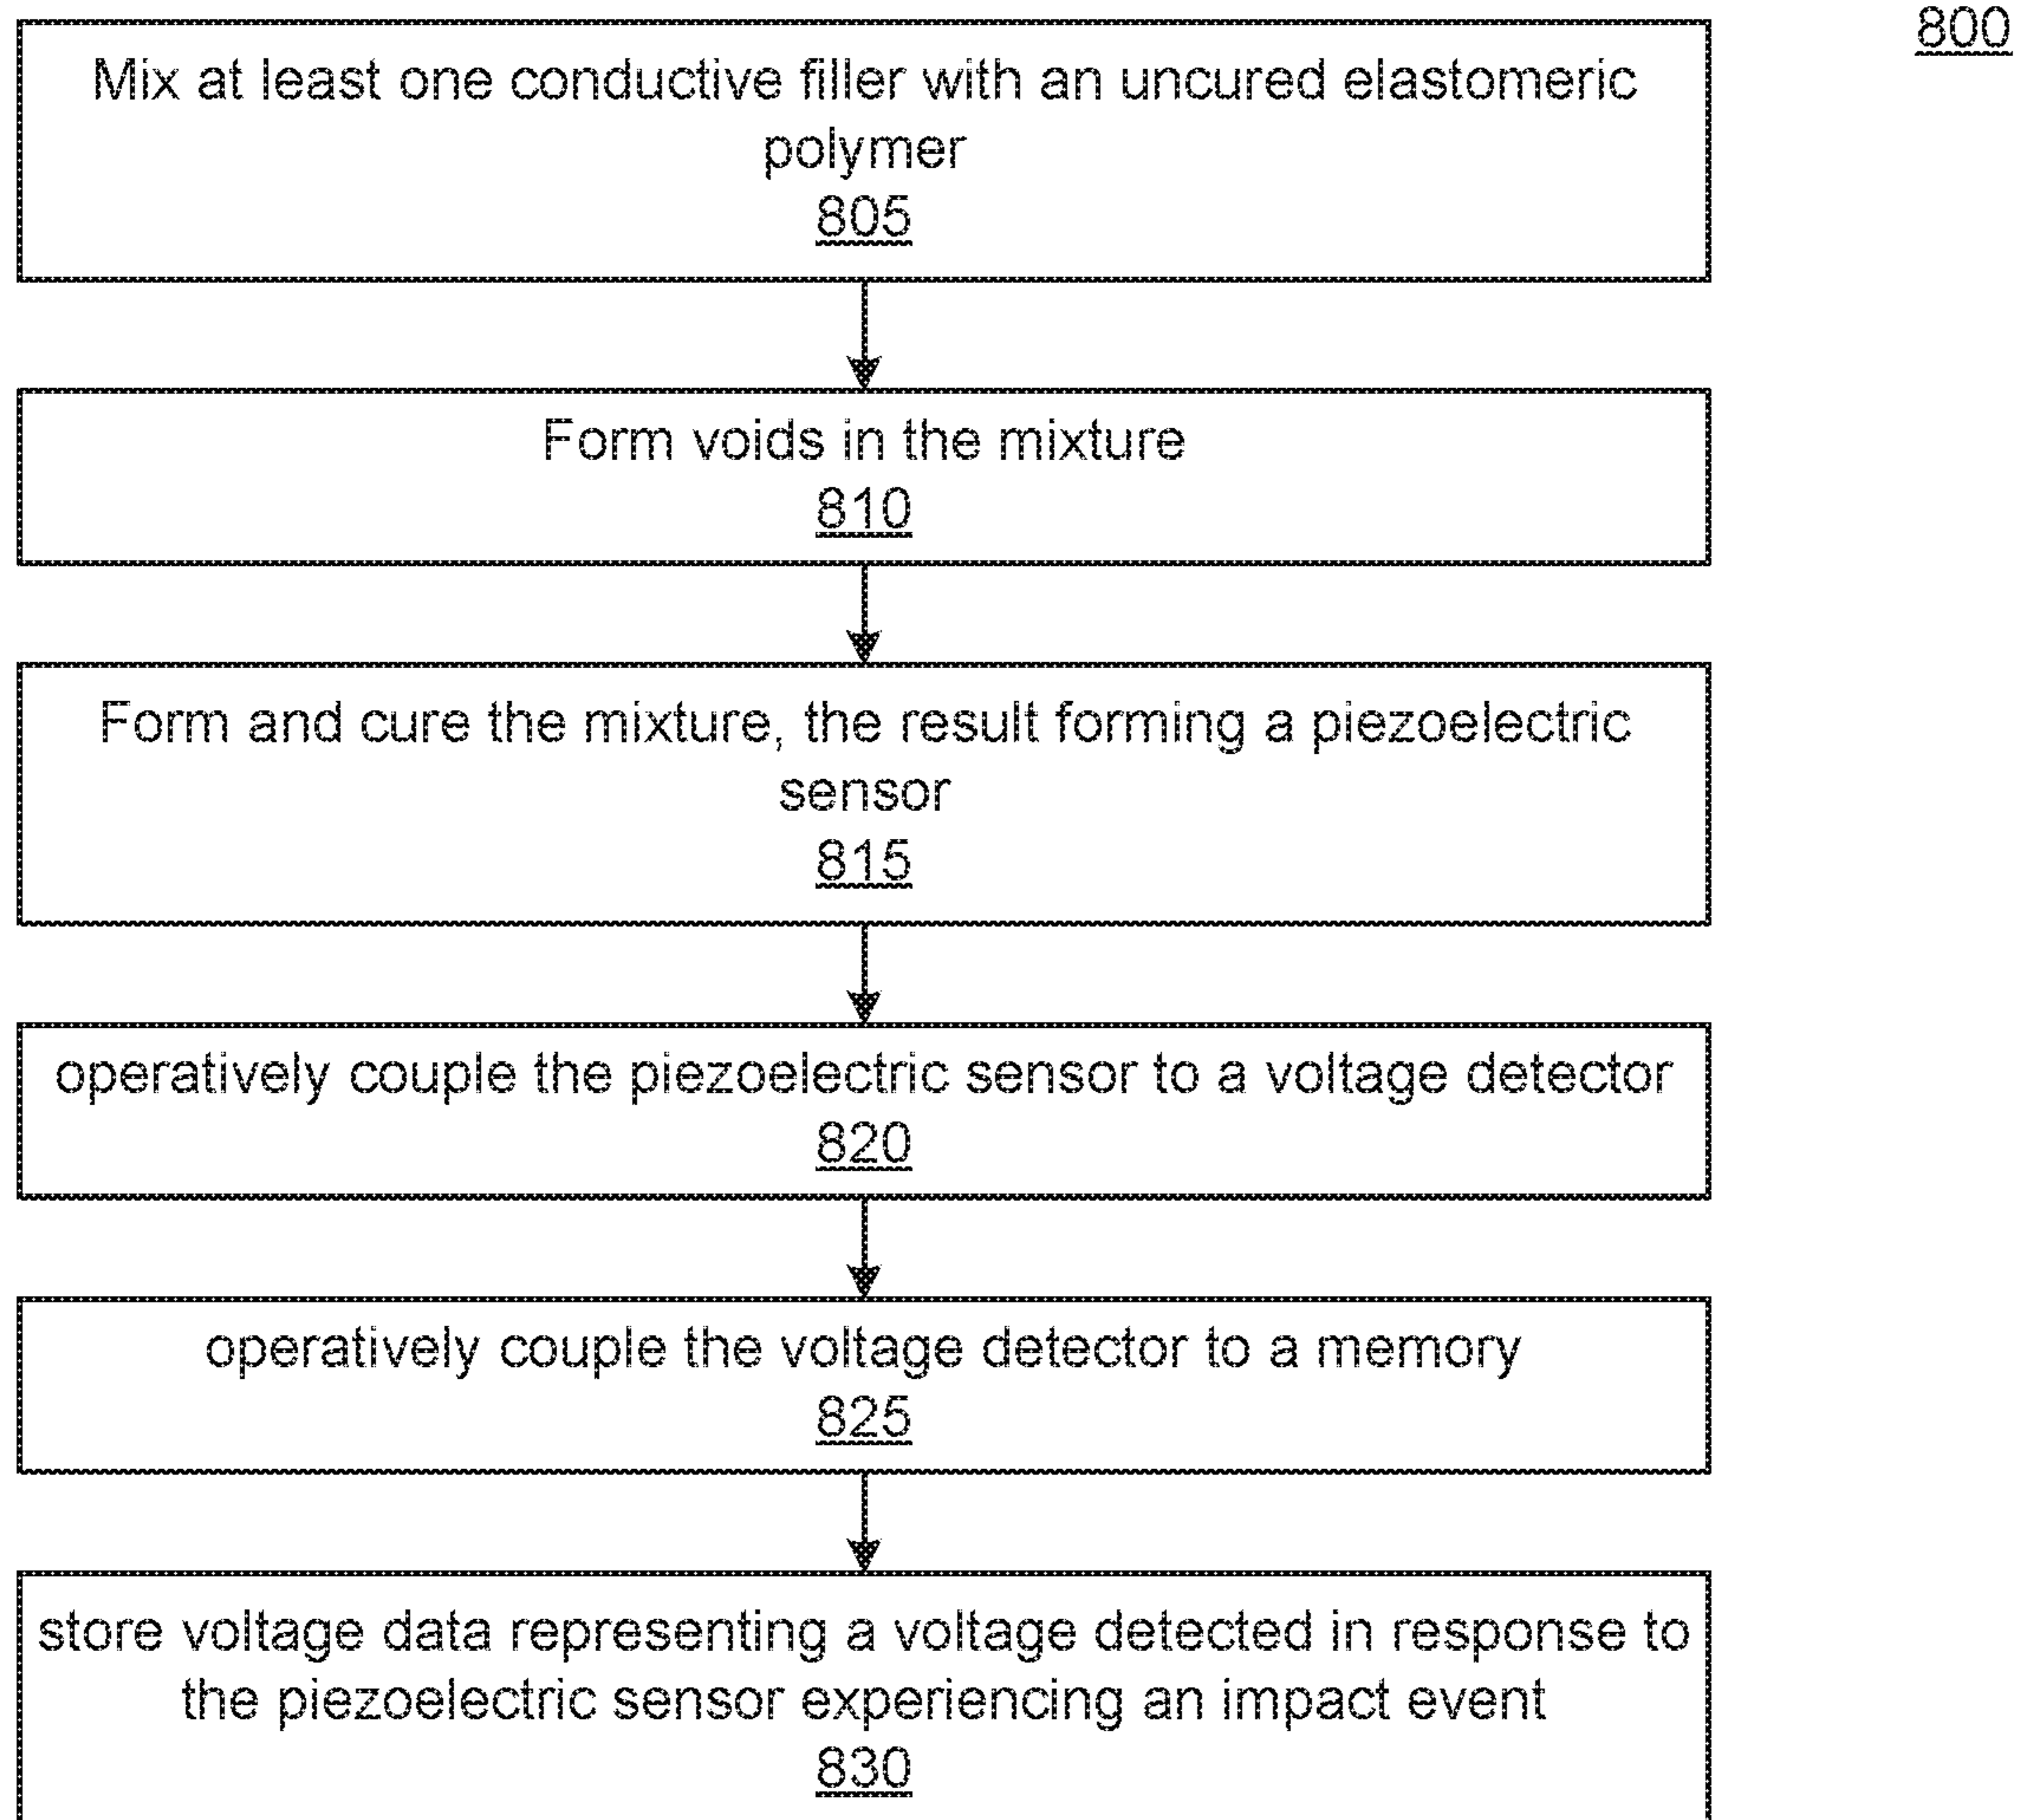 800
Mix at least one conductive filler with an uncured elastomeric
polymer
805
Form voids in the mixture
810
Form and cure the mixture, the result forming a piezoelectric
sensor
815
operatively couple the piezoelectric sensor to a voltage detector
820
operatively couple the voltage detector to a memory
825
store voltage data representing a voltage detected in response to
the piezoelectric sensor experiencing an impact event
830